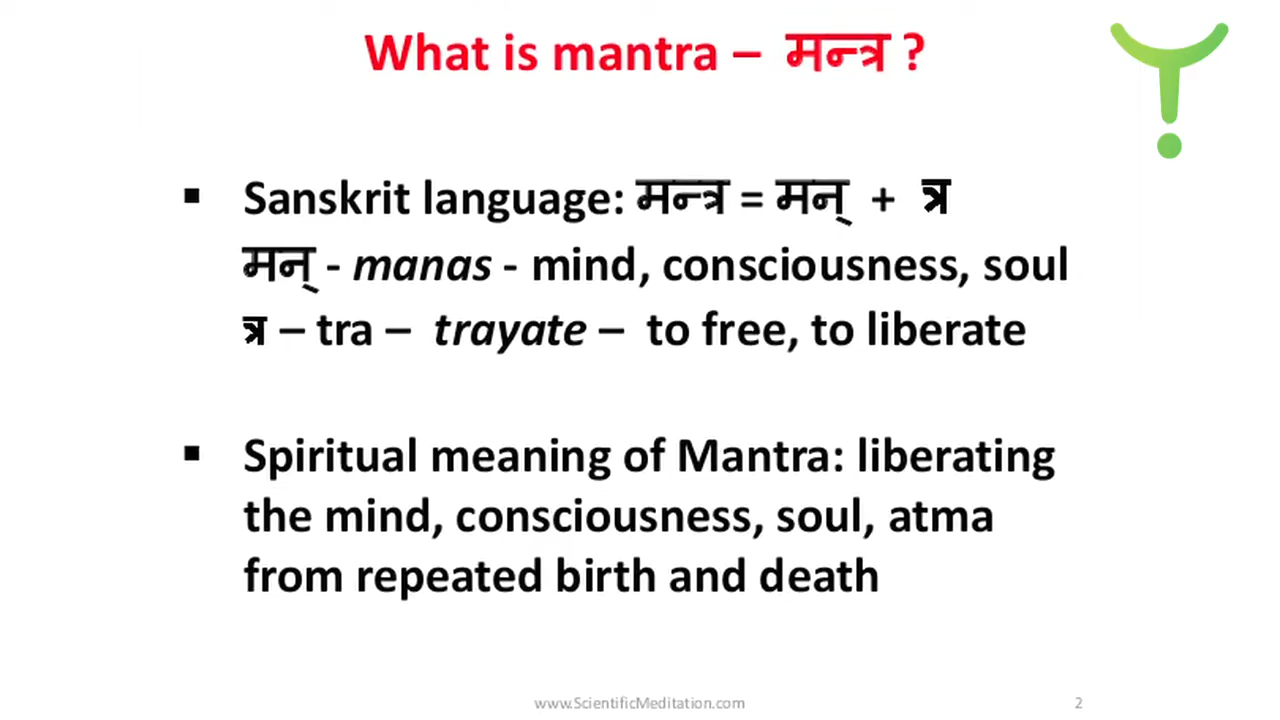 What is mantra – मन्त्र ?
▪ Sanskrit language: मन्त्र = मन् + त्र
मन् - manas - mind, consciousness, soul
त्र – tra – trayate – to free, to liberate
▪ Spiritual meaning of Mantra: liberating
the mind, consciousness, soul, atma
from repeated birth and death
www.ScientificMeditation.com
2